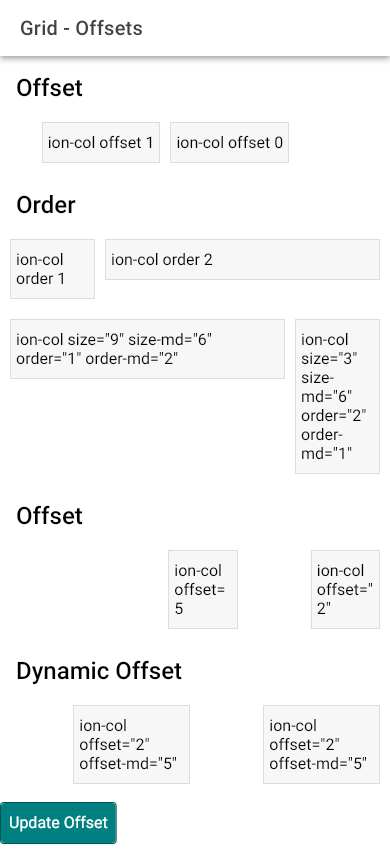 Grid - Offsets
Offset
ion-col offset 1
ion-col offset 0
Order
ion-col
order 1
ion-col order 2
ion-col size="9" size-md="6"
order="1" order-md="2"
ion-col
size="3"
size-
md="6"
order="2"
order-
md="1"
Offset
ion-col
offset=
5
ion-col
offset="
2"
Dynamic Offset
ion-col
offset="2"
offset-md="5"
ion-col
offset="2"
offset-md="5"
Update Offset